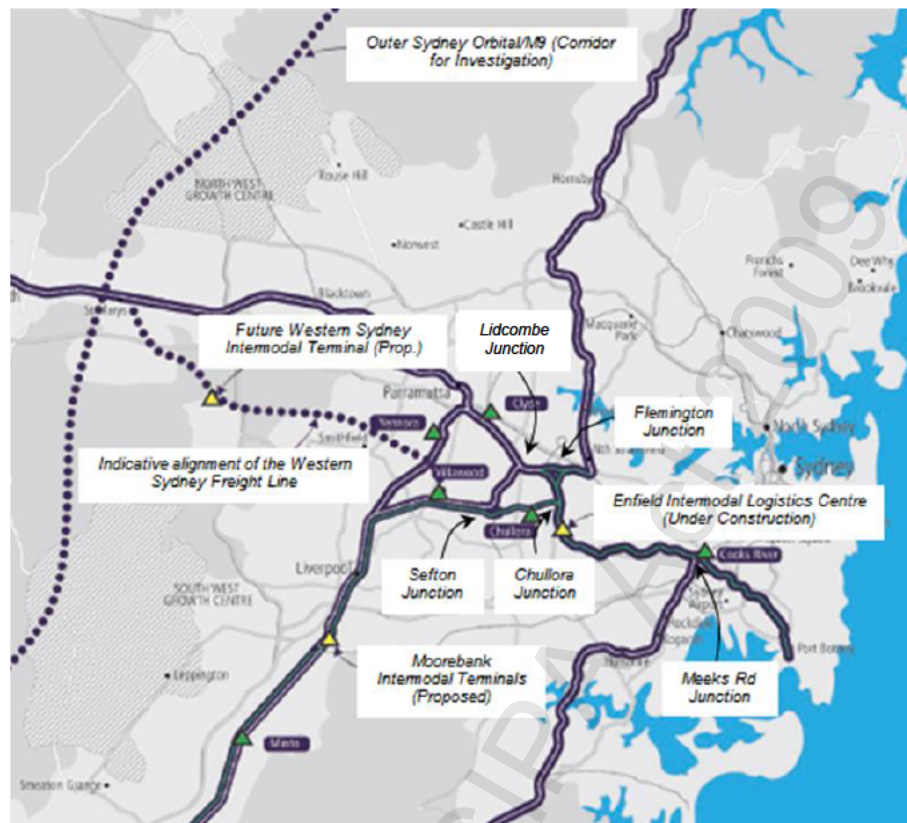 Outer Sydney Orbital/M9 (Corridor
for Investigation)
Rouse Hill
NORTH WEST
GROWTH CENTRE
Hornsby
Castle Hill
Norwest
Frenchs
Forest
Dee Why
Brookvale
Blacktown
St Marys
Macquarie
Park
Chatswood
Future Western Sydney
Intermodal Terminal (Prop.)
Lidcombe
Junction
Parramatta
Clyde
Flemington
Junction
Yennora
Smithfield
North Sydney
Sydney
Indicative alignment of the Western
Sydney Freight Line
Villawood
Enfield Intermodal Logistics Centre
(Under Construction)
Chullora
Cooks River
Liverpool
Sefton
Junction
Chullora
Junction
SOUTH WEST
GROWTH CENTRE
Sydney
Airport
Rockdale
Kogarah
Hurstville
Port Botany
Leppington
Moorebank
Intermodal Terminals
(Proposed)
Meeks Rd
Junction
Minto
Smeaton Grange